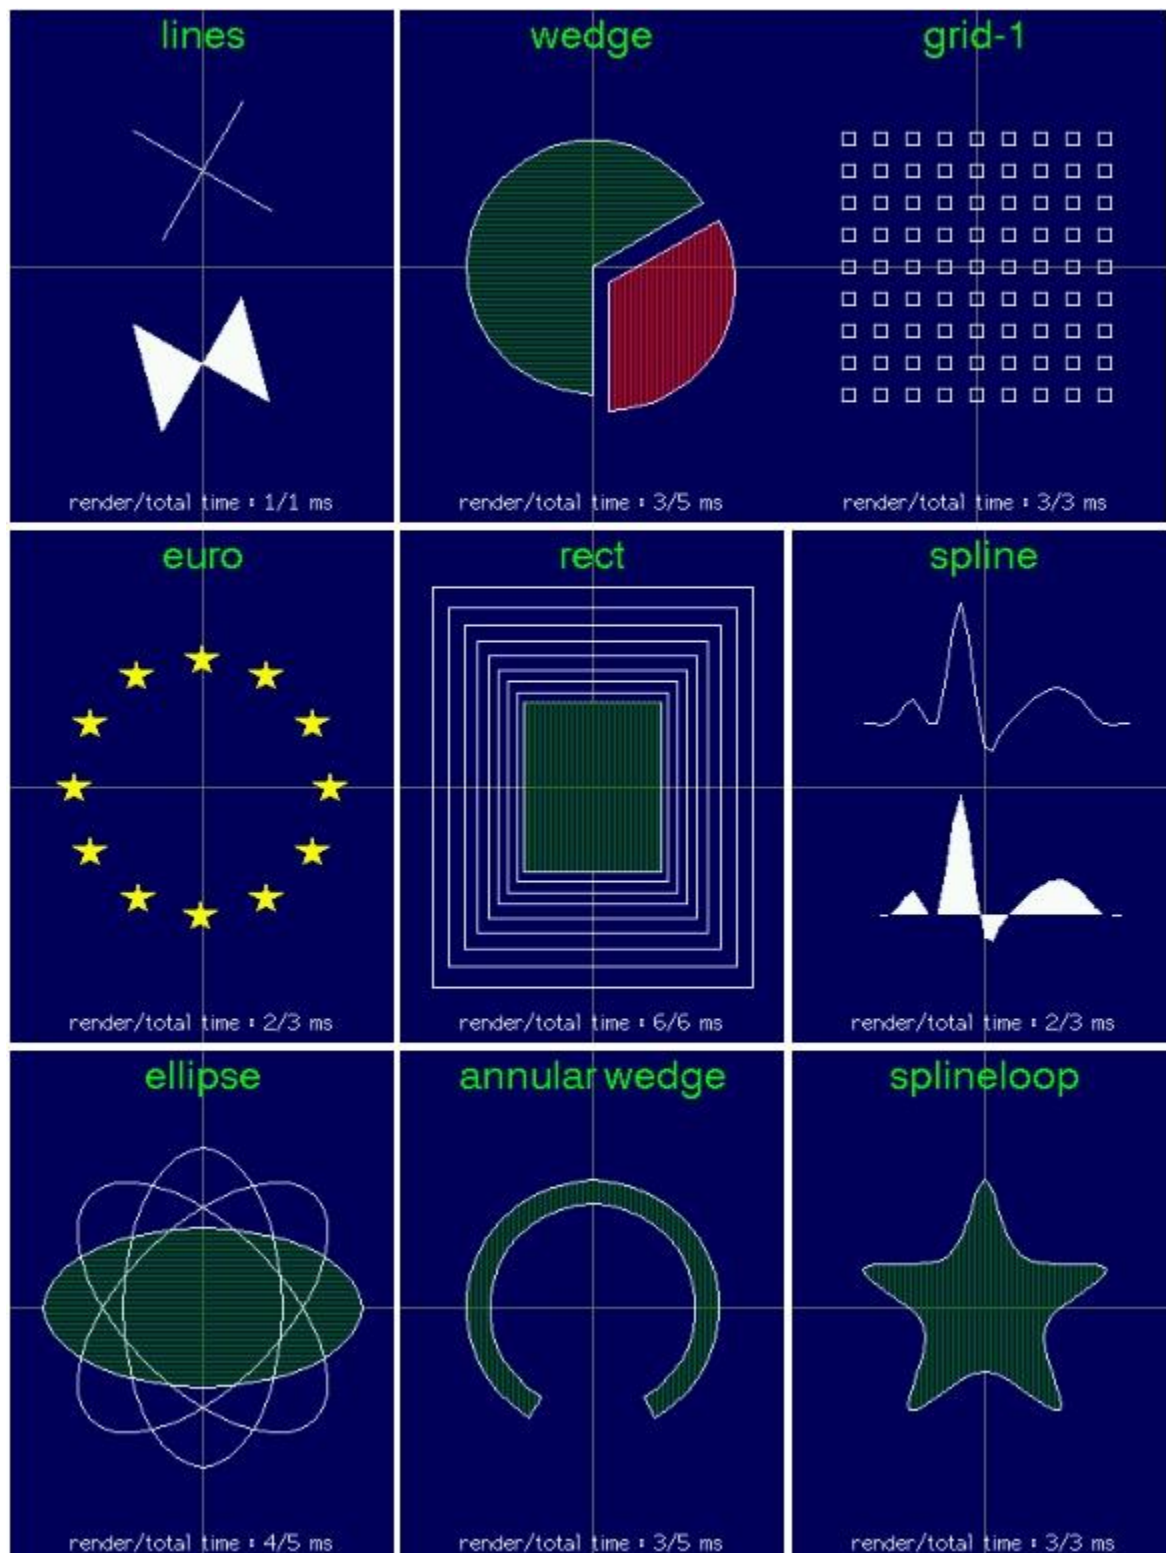 lines
wedge
grid-1
render/total time : 1/1 ms
render/total time : 3/5 ms
render/total time : 3/3 ms
euro
rect
spline
render/total time : 2/3 ms
render/total time : 6/6 ms
render/total time : 2/3 ms
ellipse
annular wedge
splineloop
render/total time : 4/5 ms
render/total time : 3/5 ms
render/total time : 3/3 ms